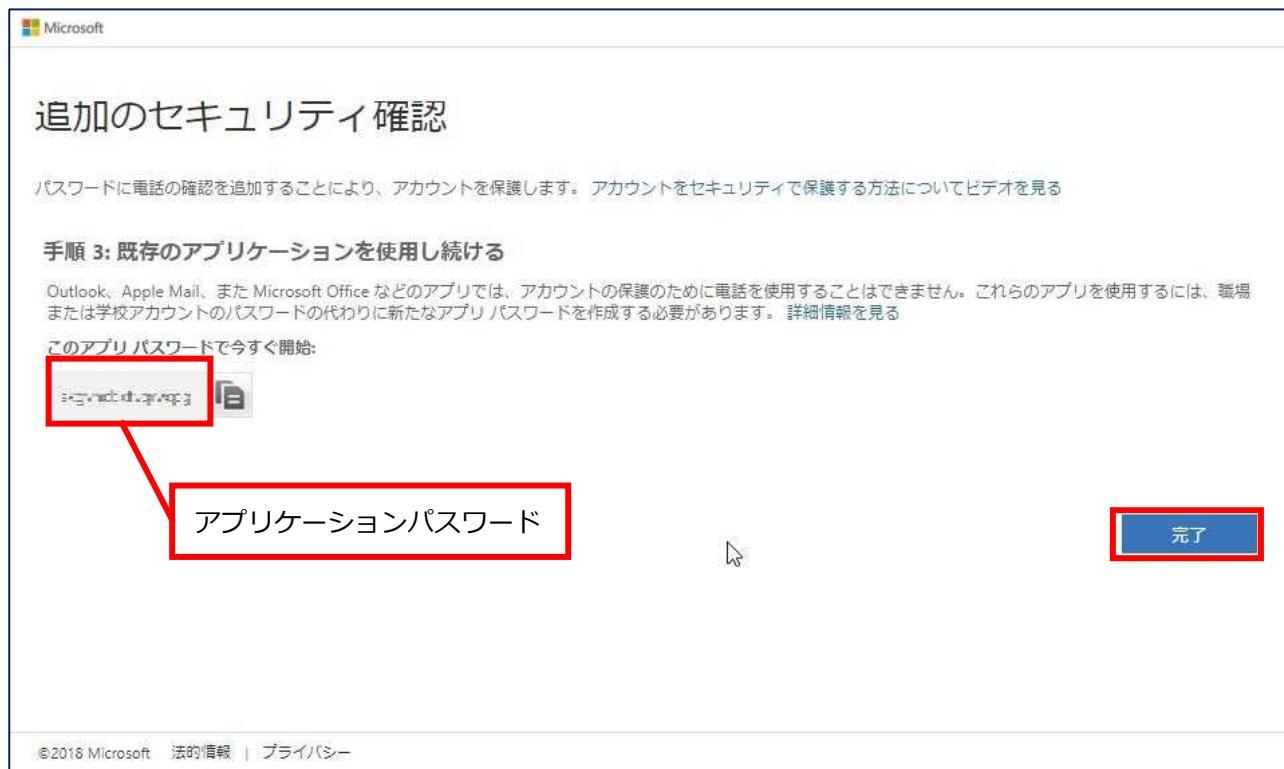 Microsoft
追加のセキュリティ確認
パスワードに電話の確認を追加することにより、アカウントを保護します。 アカウントをセキュリティで保護する方法についてビデオを見る
手順 3: 既存のアプリケーションを使用し続ける
Outlook、Apple Mail、また Microsoft Office などのアプリでは、アカウントの保護のために電話を使用することはできません。これらのアプリを使用するには、職場
または学校アカウントのパスワードの代わりに新たなアプリ パスワードを作成する必要があります。 詳細情報を見る
このアプリ パスワードで今すぐ開始:
アプリケーションパスワード
完了
©2018 Microsoft 法的情報 | プライバシー